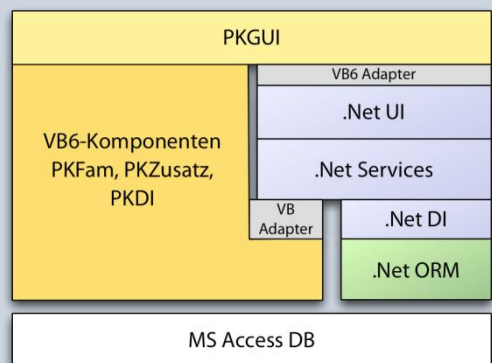 PKGUI
VB6 Adapter
.Net UI
VB6-Komponenten
PKFam, PKZusatz,
PKDI
.Net Services
VB
Adapter
.Net DI
.Net ORM
MS Access DB